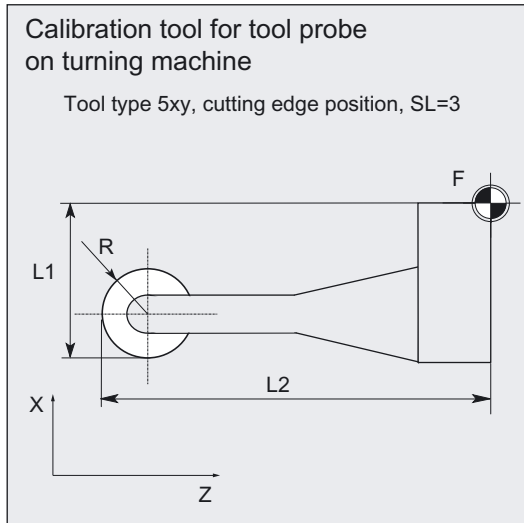 Calibration tool for tool probe
on turning machine
Tool type 5xy, cutting edge position, SL=3
F
R
L1
L2
X
Z